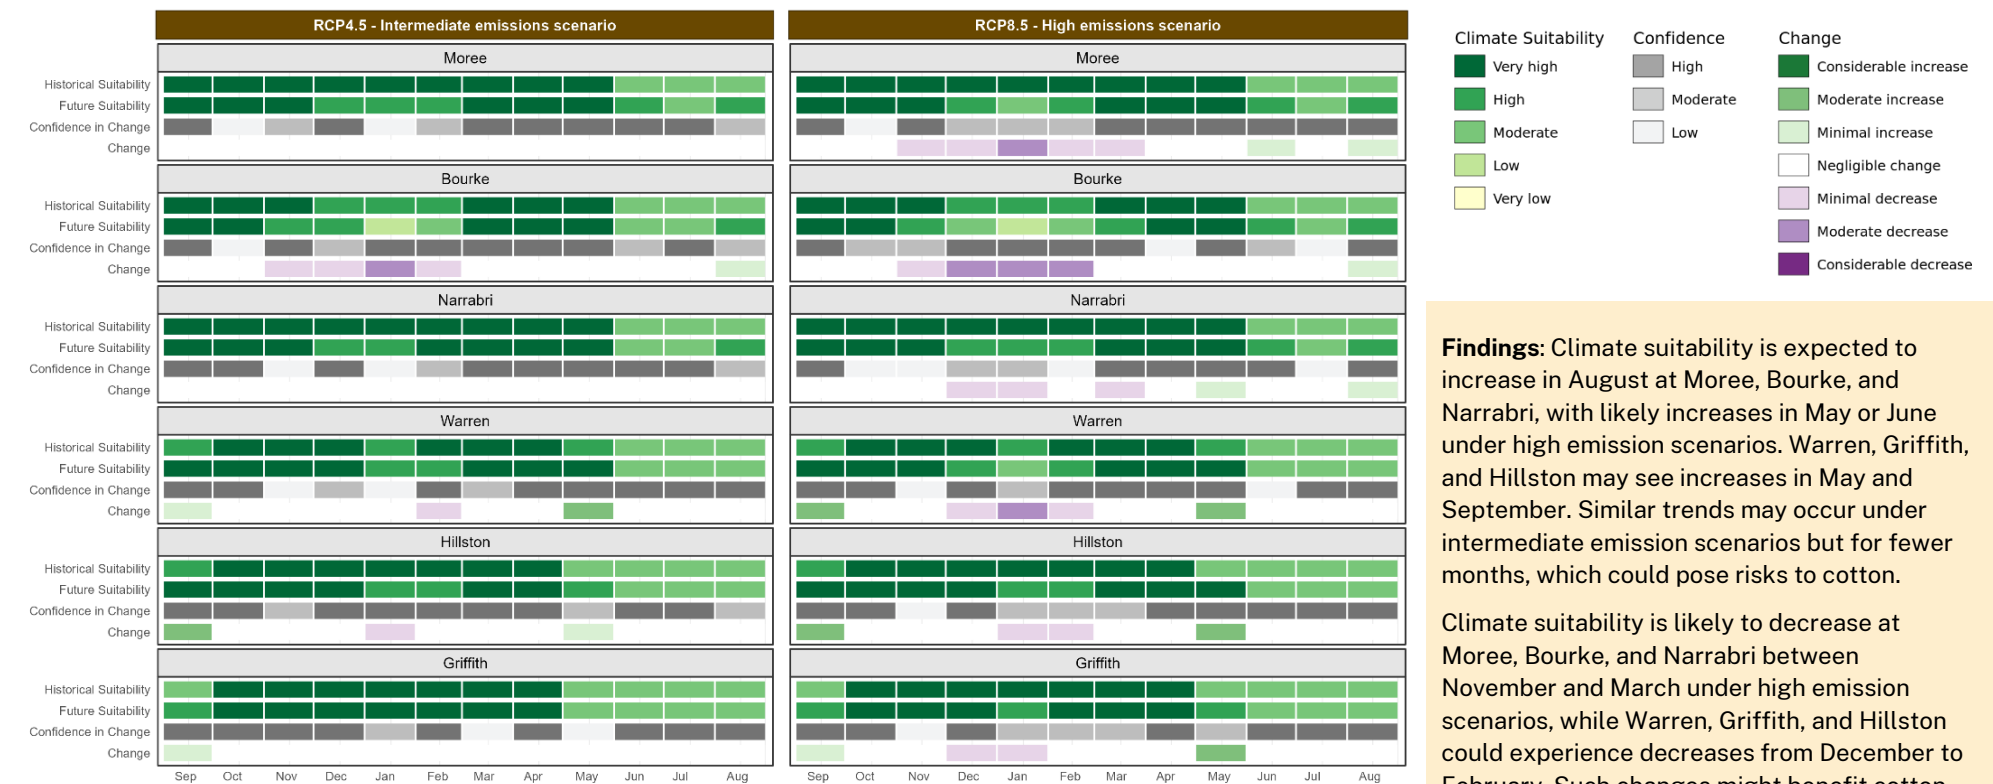 RCP4.5 - Intermediate emissions scenario
Moree
Historical Suitability
Future Suitability
Confidence in Change
Change
Bourke
Historical Suitability
Future Suitability
Confidence in Change
Change
Narrabri
Historical Suitability
Future Suitability
Confidence in Change
Change
Warren
Historical Suitability
Future Suitability
Confidence in Change
Change
Hillston
Historical Suitability
Future Suitability
Confidence in Change
Change
Griffith
Historical Suitability
Future Suitability
Confidence in Change
Change
Sep Oct Nov Dec Jan Feb Mar Apr May Jun Jul Aug
RCP8.5 - High emissions scenario
Moree
Bourke
Narrabri
Warren
Hillston
Griffith
Sep Oct Nov Dec Jan Feb Mar Apr May Jun Jul Aug
Climate Suitability
Very high
High
Moderate
Low
Very low
Confidence
High
Moderate
Low
Change
Considerable increase
Moderate increase
Minimal increase
Negligible change
Minimal decrease
Moderate decrease
Considerable decrease
Findings: Climate suitability is expected to
increase in August at Moree, Bourke, and
Narrabri, with likely increases in May or June
under high emission scenarios. Warren, Griffith,
and Hillston may see increases in May and
September. Similar trends may occur under
intermediate emission scenarios but for fewer
months, which could pose risks to cotton.
Climate suitability is likely to decrease at
Moree, Bourke, and Narrabri between
November and March under high emission
scenarios, while Warren, Griffith, and Hillston
could experience decreases from December to
February. Such changes might benefit cotton